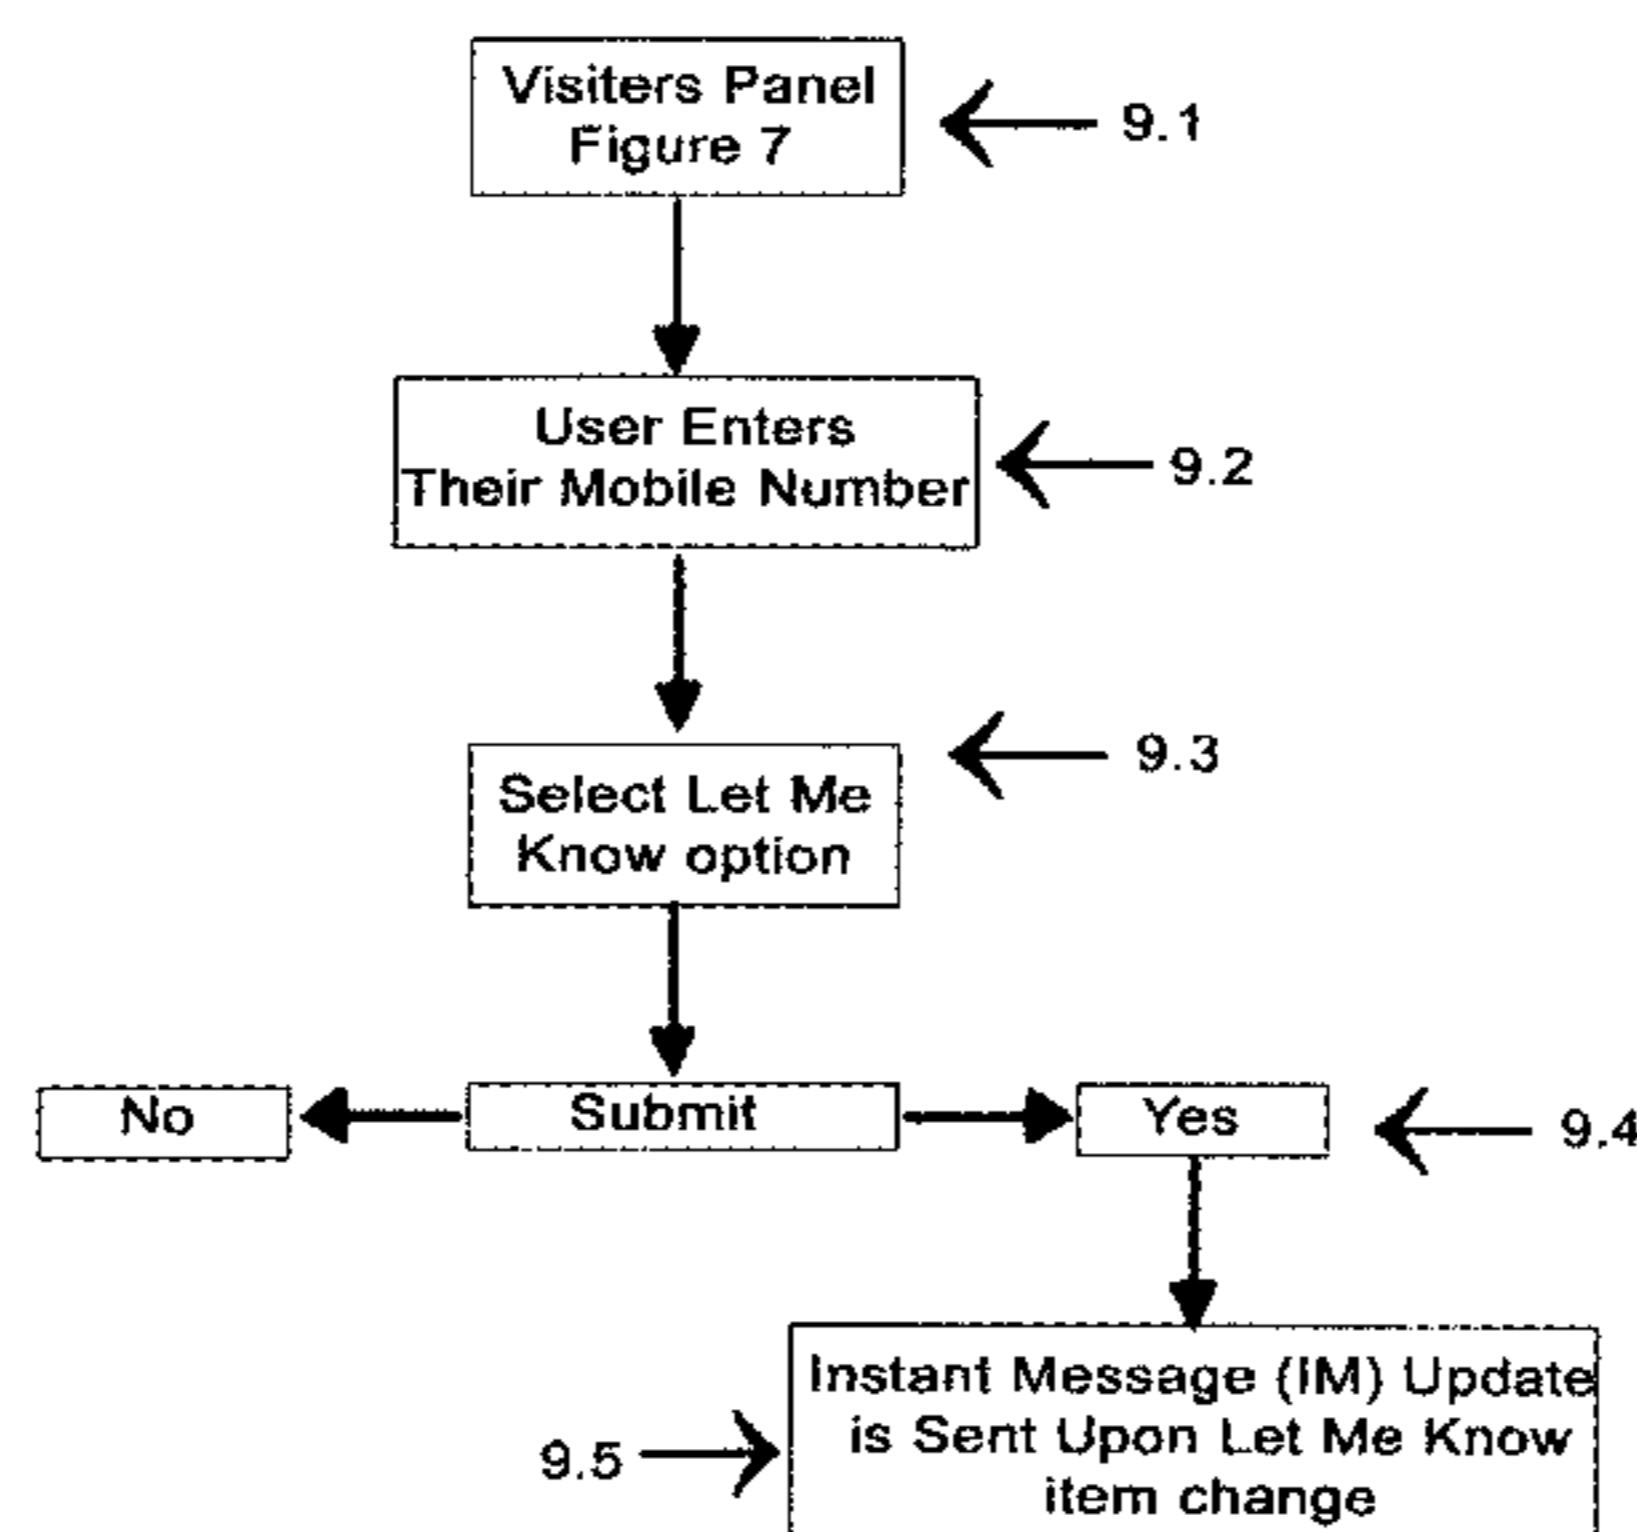 Visiters Panel
Figure 7
9.1
User Enters
Their Mobile Number
9.2
9.3
Select Let Me
Know option
No
Submit
Yes
9.4
Instant Message (IM) Update
is Sent Upon Let Me Know
item change
9.5